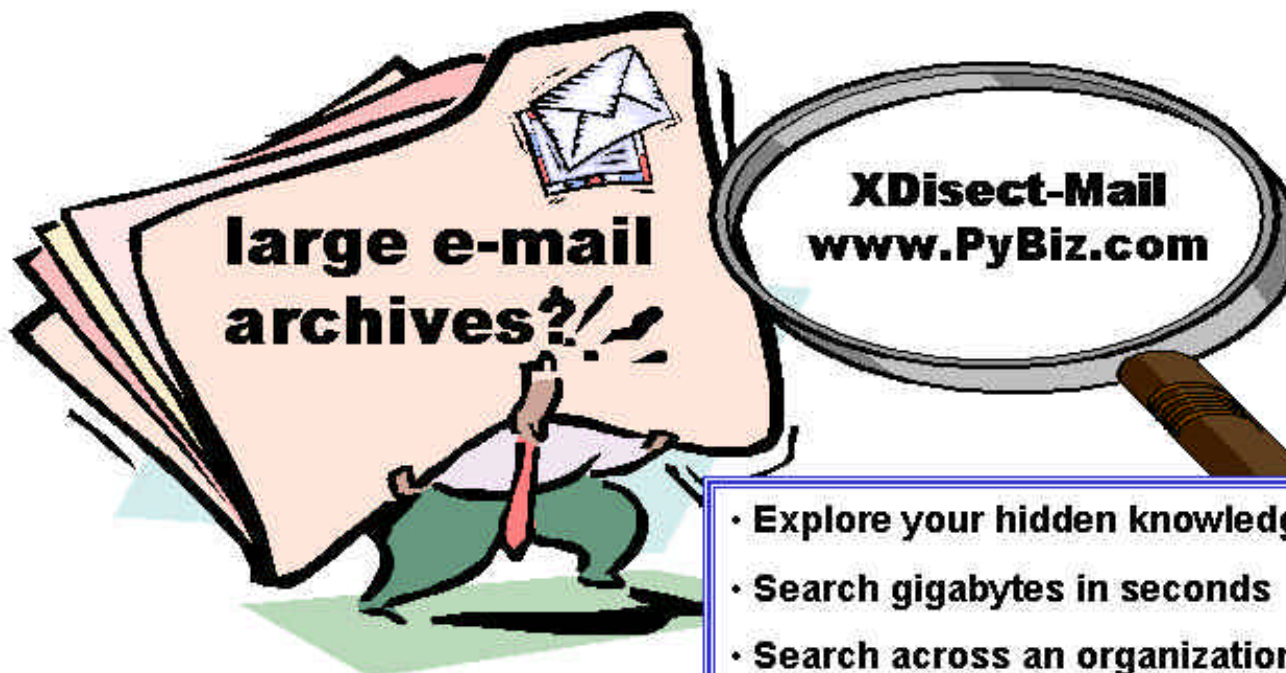 large e-mail
archives?
XDisect-Mail
www.PyBiz.com
· Explore your hidden
· Search gigabytes in seconds
· Search across an